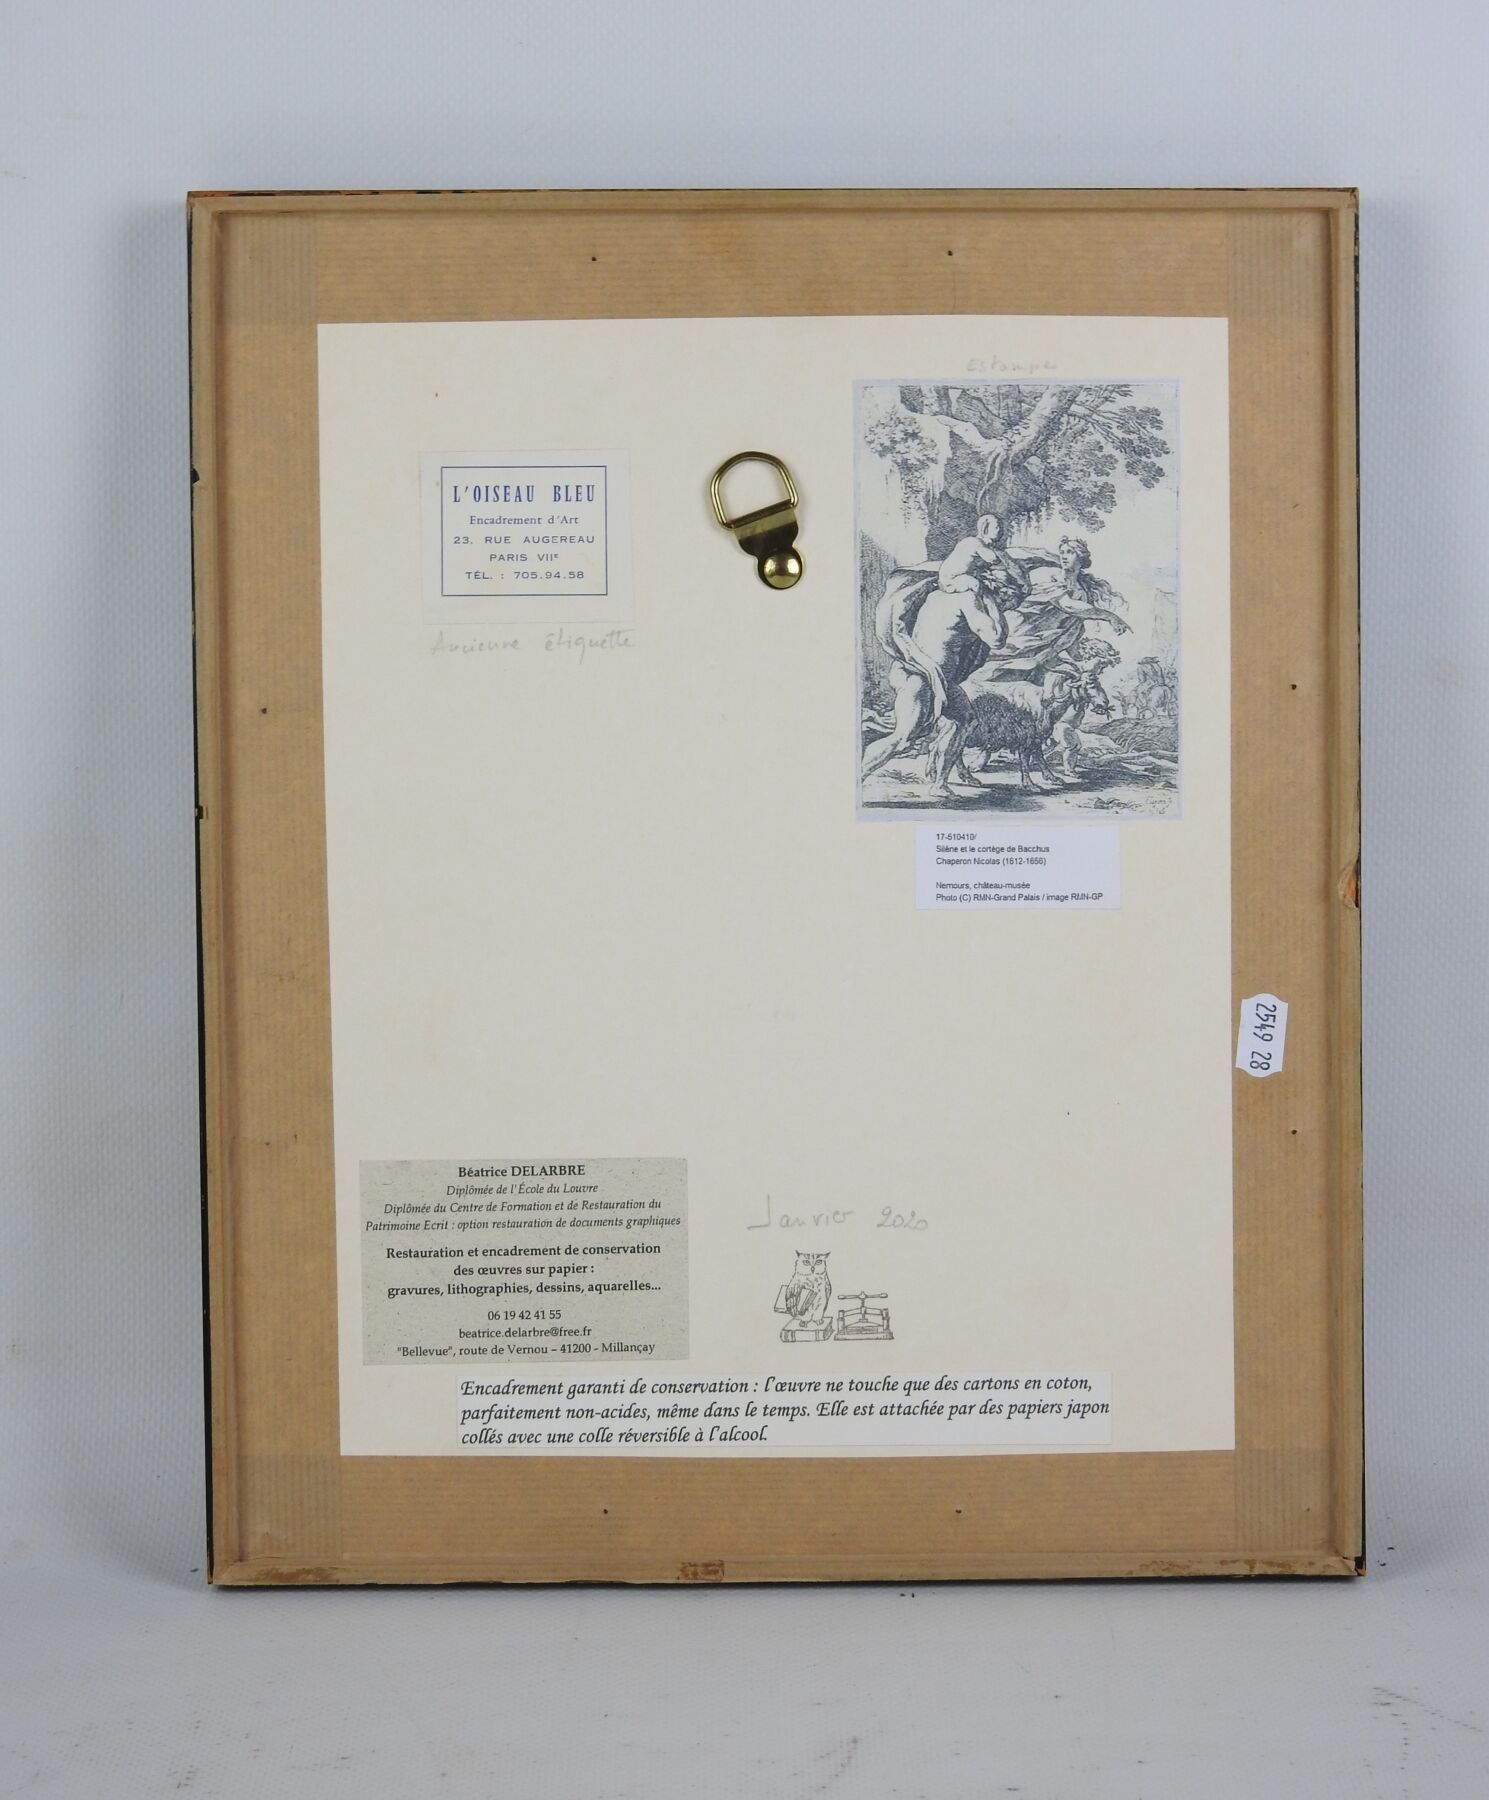 Estampe
L'OISEAU BLEU
Encadrement d'Art
23, RUE AUGEREAU
PARIS VIIᴱ
TÉL. : 705.94.58
Ancienne étiquette
17-510410/
Silène et le cortège de Bacchus
Chaperon Nicolas (1612-1656)
Nemours, château-musée
Photo (C) RMN-Grand Palais / image RMN-GP
2549 28
Béatrice DELARBRE
Diplômée de l'École du Louvre
Diplômée du Centre de Formation et de Restauration du
Patrimoine Ecrit : option restauration de documents graphiques
Restauration et encadrement de conservation
des œuvres sur papier :
gravures, lithographies, dessins, aquarelles...
06 19 42 41 55
beatrice.delarbre@free.fr
"Bellevue", route de Vernou – 41200 - Millançay
Janvier 2020
Encadrement garanti de conservation : l'œuvre ne touche que des cartons en coton,
parfaitement non-acides, même dans le temps. Elle est attachée par des papiers japon
collés avec une colle réversible à l'alcool.